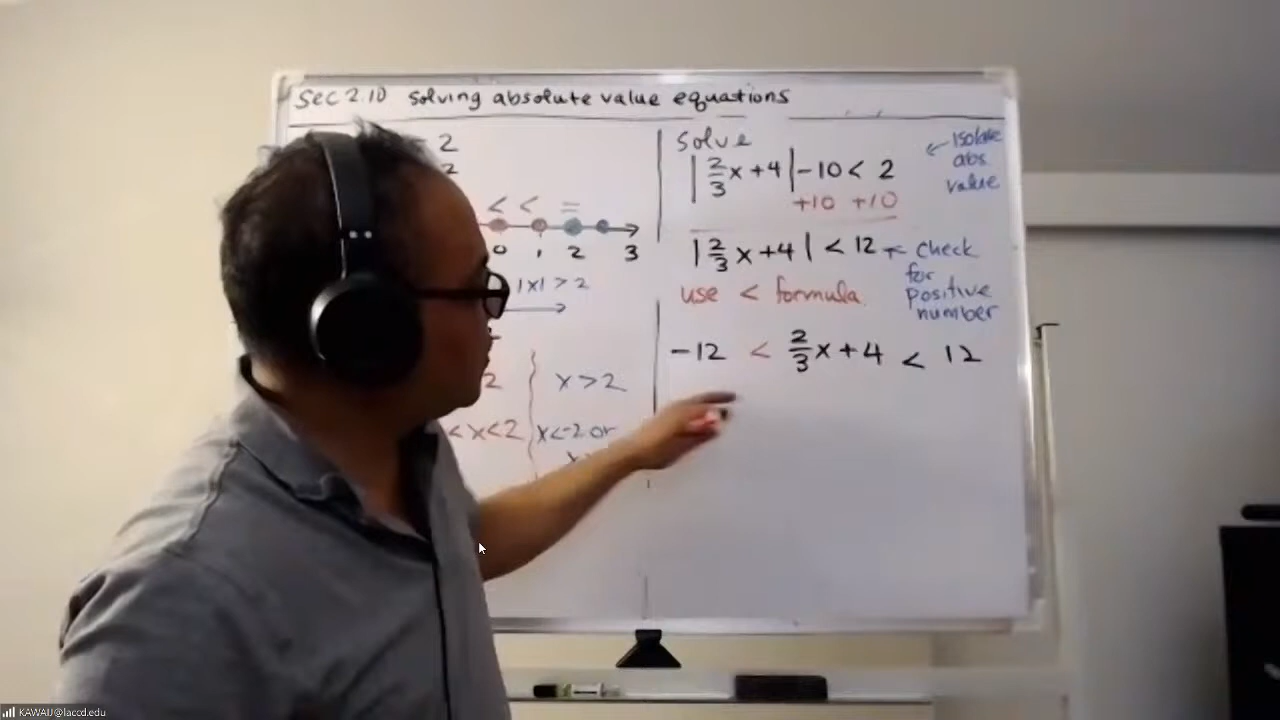 Sec 2.10 solving absolute value equations
2
2
< < =
0 1 2 3
|x| > 2
2 x > 2
< x < 2 x < -2 or
x
Solve
|2/3 x + 4| - 10 < 2
+10 +10
← Isolate
abs.
value
|2/3 x + 4| < 12 ← check
for
positive
number
use < formula
-12 < 2/3 x + 4 < 12
KAWAIJ@laccd.edu